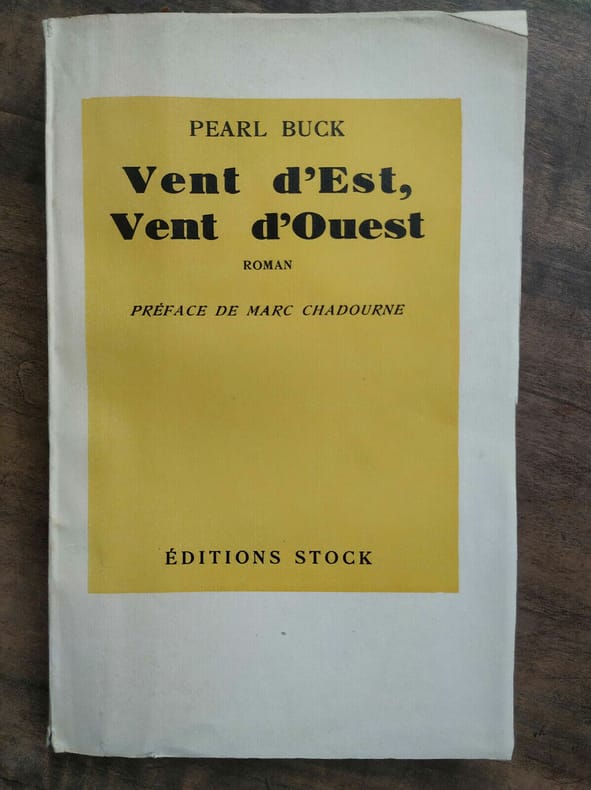 PEARL BUCK
Vent d'Est,
Vent d'Ouest
ROMAN
PRÉFACE DE MARC CHADOURNE
ÉDITIONS STOCK